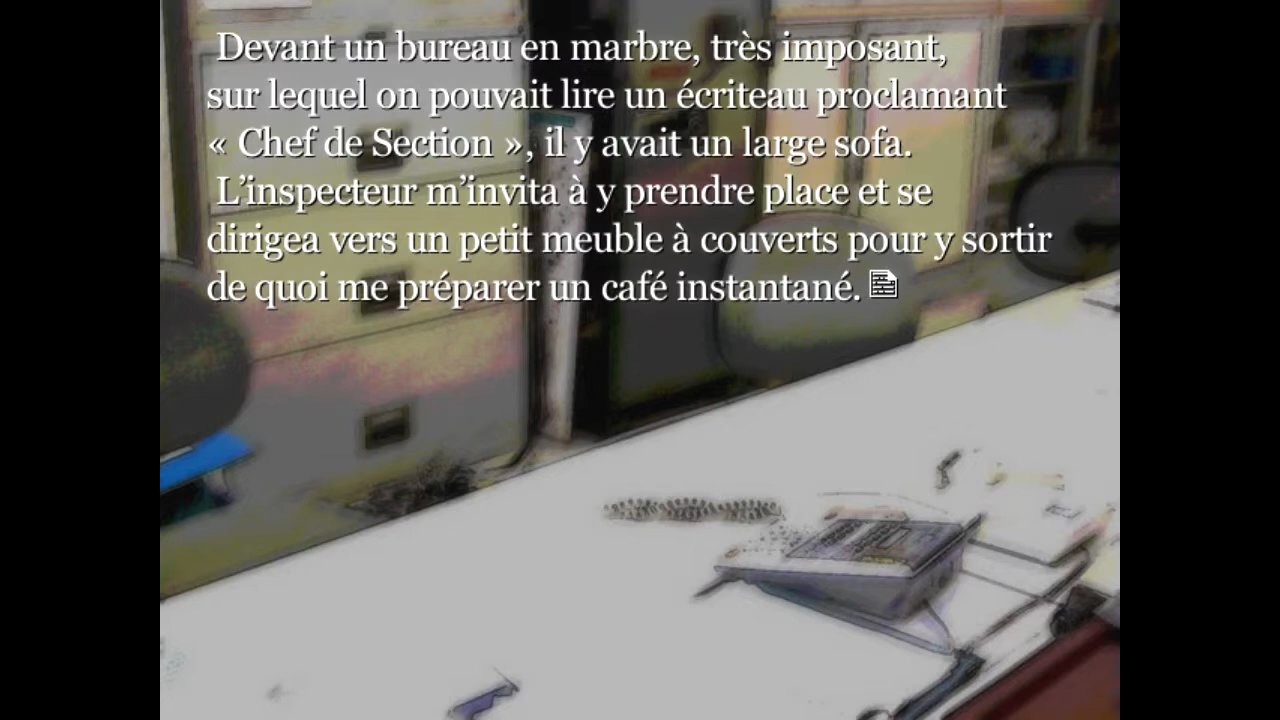 Devant un bureau en marbre, très imposant,
sur lequel on pouvait lire un écriteau proclamant
« Chef de Section », il y avait un large sofa.
L’inspecteur m’invita à y prendre place et se
dirigea vers un petit meuble à couverts pour y sortir
de quoi me préparer un café instantané.